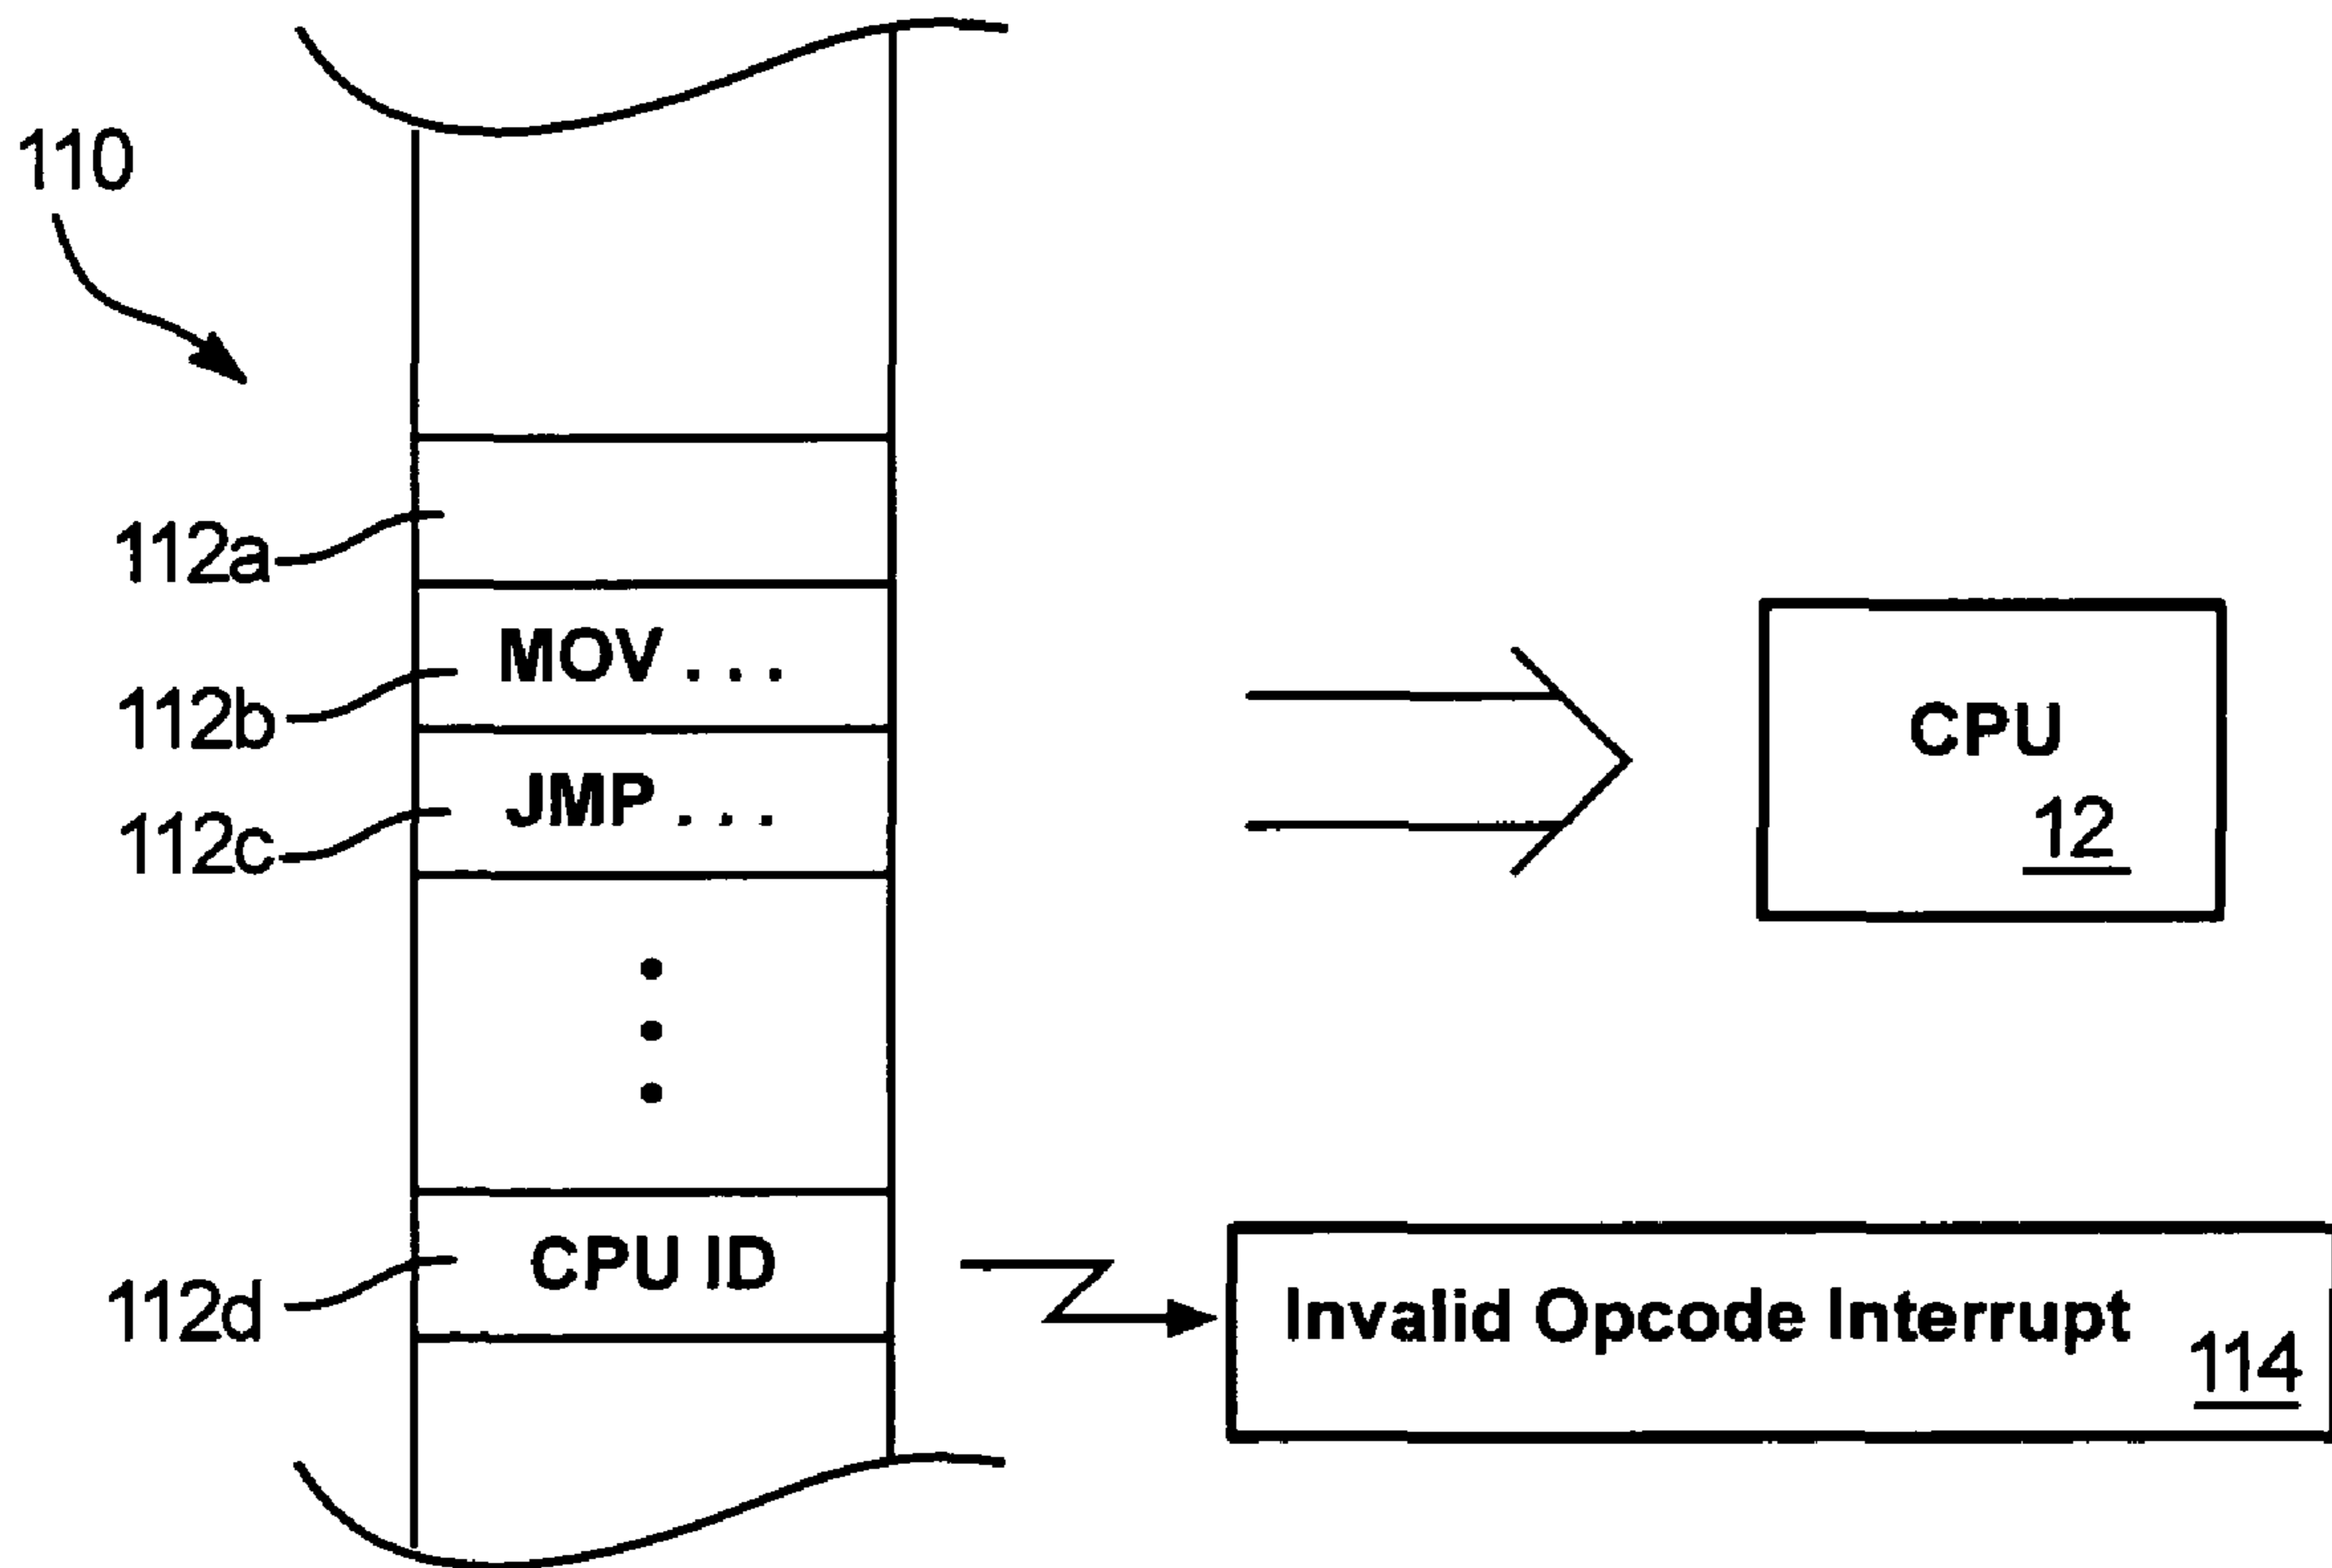 110
112a
112b
MOV . . .
112c
JMP . . .
CPU
12
112d
CPU ID
Invalid Opcode Interrupt
114